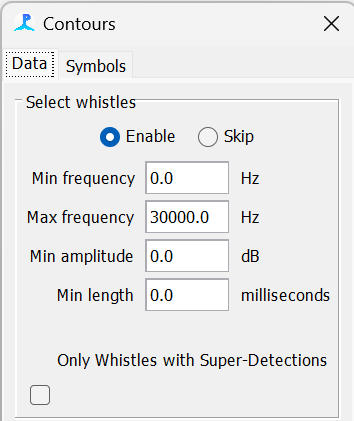 Contours
Data Symbols
Select whistles
Enable Skip
Min frequency 0.0 Hz
Max frequency 30000.0 Hz
Min amplitude 0.0 dB
Min length 0.0 milliseconds
Only Whistles with Super-Detections